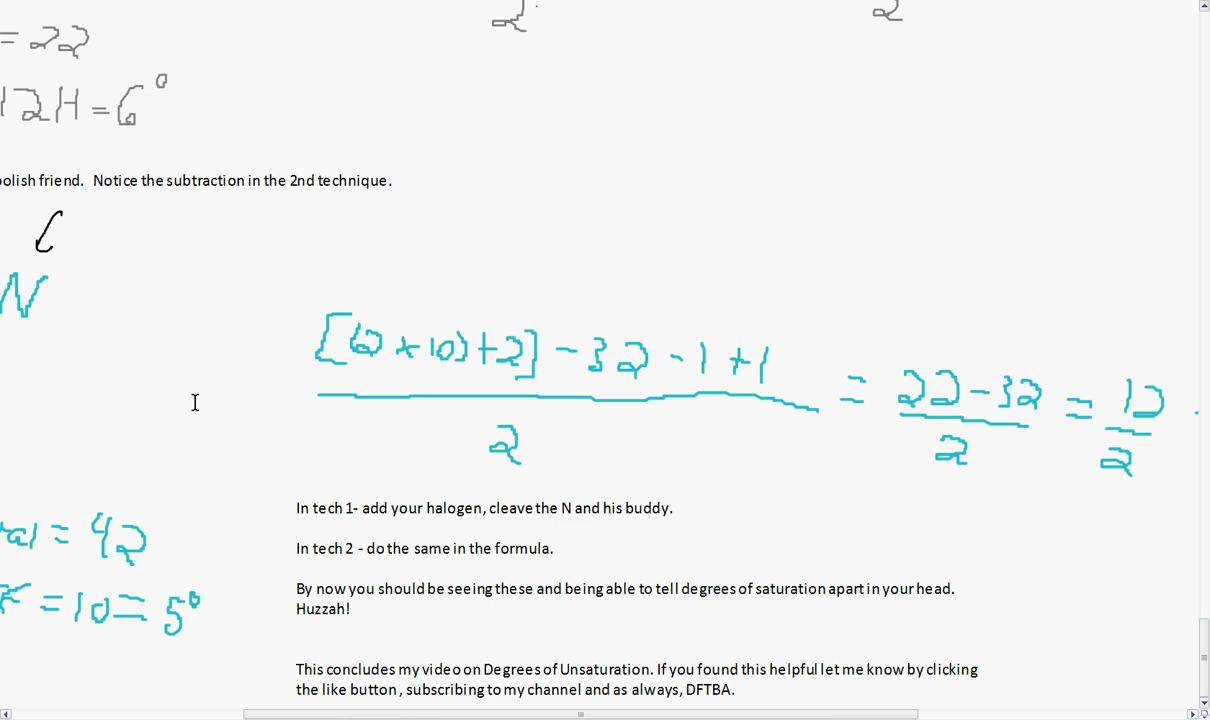 = 22
12H = 6°
olish friend. Notice the subtraction in the 2nd technique.
N
[(2 * 10) + 2] - 32 - 1 + 1 = 22 - 32 = 10
2 2 2
al = 42
= 10 = 5°
In tech 1- add your halogen, cleave the N and his buddy.
In tech 2 - do the same in the formula.
By now you should be seeing these and being able to tell degrees of saturation apart in your head.
Huzzah!
This concludes my video on Degrees of Unsaturation. If you found this helpful let me know by clicking
the like button , subscribing to my channel and as always, DFTBA.